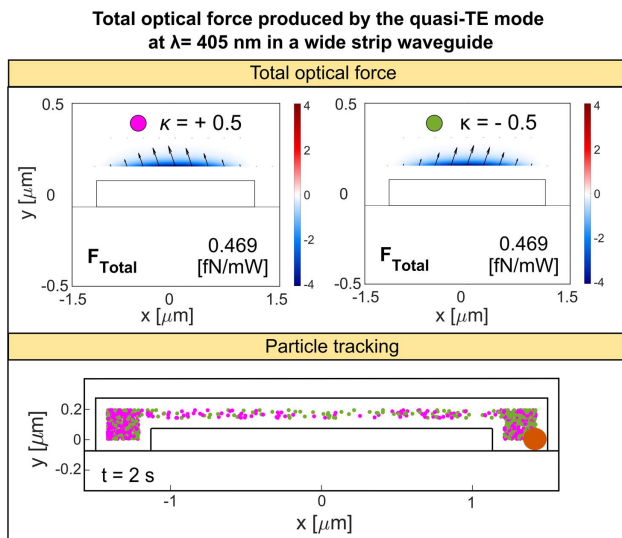 Total optical force produced by the quasi-TE mode
at λ= 405 nm in a wide strip waveguide
Total optical force
0.5
κ = + 0.5
4
2
0
-2
-4
y [μm]
0
F_Total
0.469
[fN/mW]
-0.5
-1.5
0
1.5
x [μm]
0.5
κ = - 0.5
4
2
0
-2
-4
0
F_Total
0.469
[fN/mW]
-0.5
-1.5
0
1.5
x [μm]
Particle tracking
y [μm]
0.2
0
-0.2
t = 2 s
-1
0
1
x [μm]